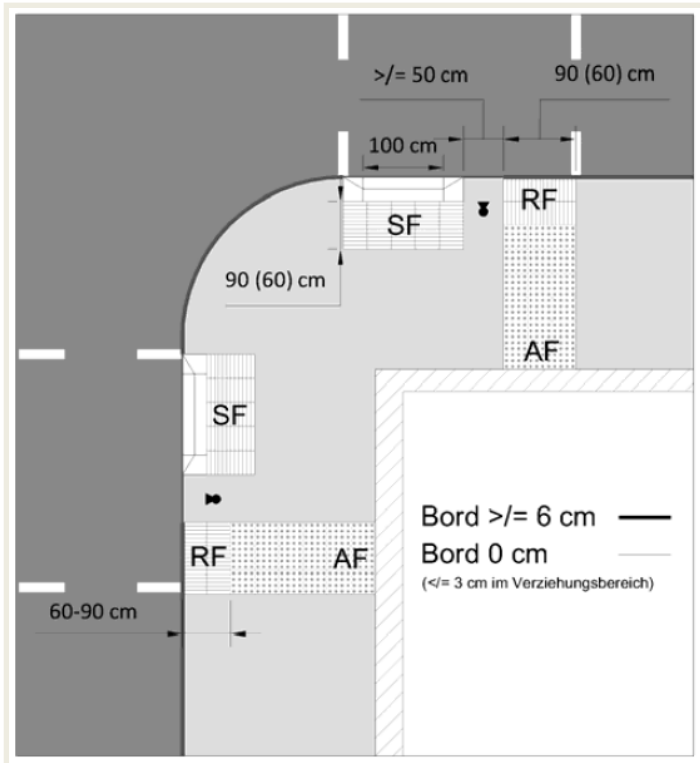 >/= 50 cm
90 (60) cm
100 cm
RF
SF
90 (60) cm
AF
SF
Bord >/= 6 cm
Bord 0 cm
(</= 3 cm im Verziehungsbereich)
RF
AF
60-90 cm